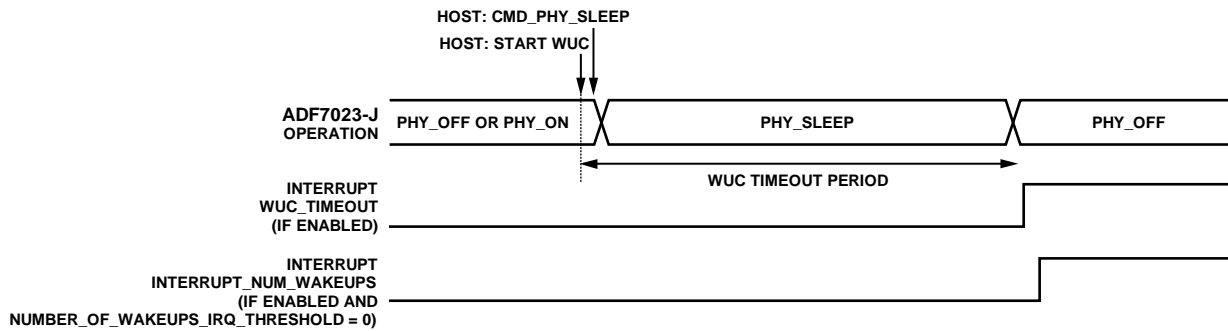 HOST: CMD_PHY_SLEEP
HOST: START WUC
ADF7023-J
OPERATION
PHY_OFF OR PHY_ON
PHY_SLEEP
PHY_OFF
WUC TIMEOUT PERIOD
INTERRUPT
WUC_TIMEOUT
(IF ENABLED)
INTERRUPT
INTERRUPT_NUM_WAKEUPS
(IF ENABLED AND
NUMBER_OF_WAKEUPS_IRQ_THRESHOLD = 0)